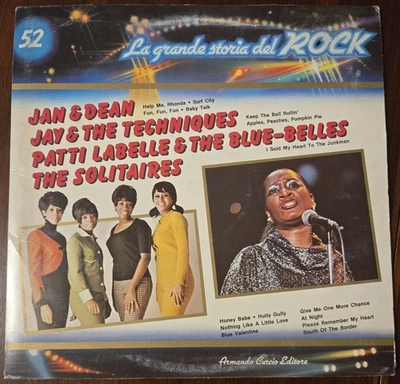 52
La grande storia del ROCK
JAN & DEAN
Help Me, Rhonda • Surf City
Fun, Fun, Fun • Baby Talk
JAY & THE TECHNIQUES
Keep The Ball Rollin'
Apples, Peaches, Pumpkin Pie
PATTI LABELLE & THE BLUE-BELLES
I Sold My Heart To The Junkman
THE SOLITAIRES
Honey Babe • Hully Gully
Nothing Like A Little Love
Blue Valentine
Give Me One More Chance
At Night
Please Remember My Heart
South Of The Border
Armando Curcio Editore